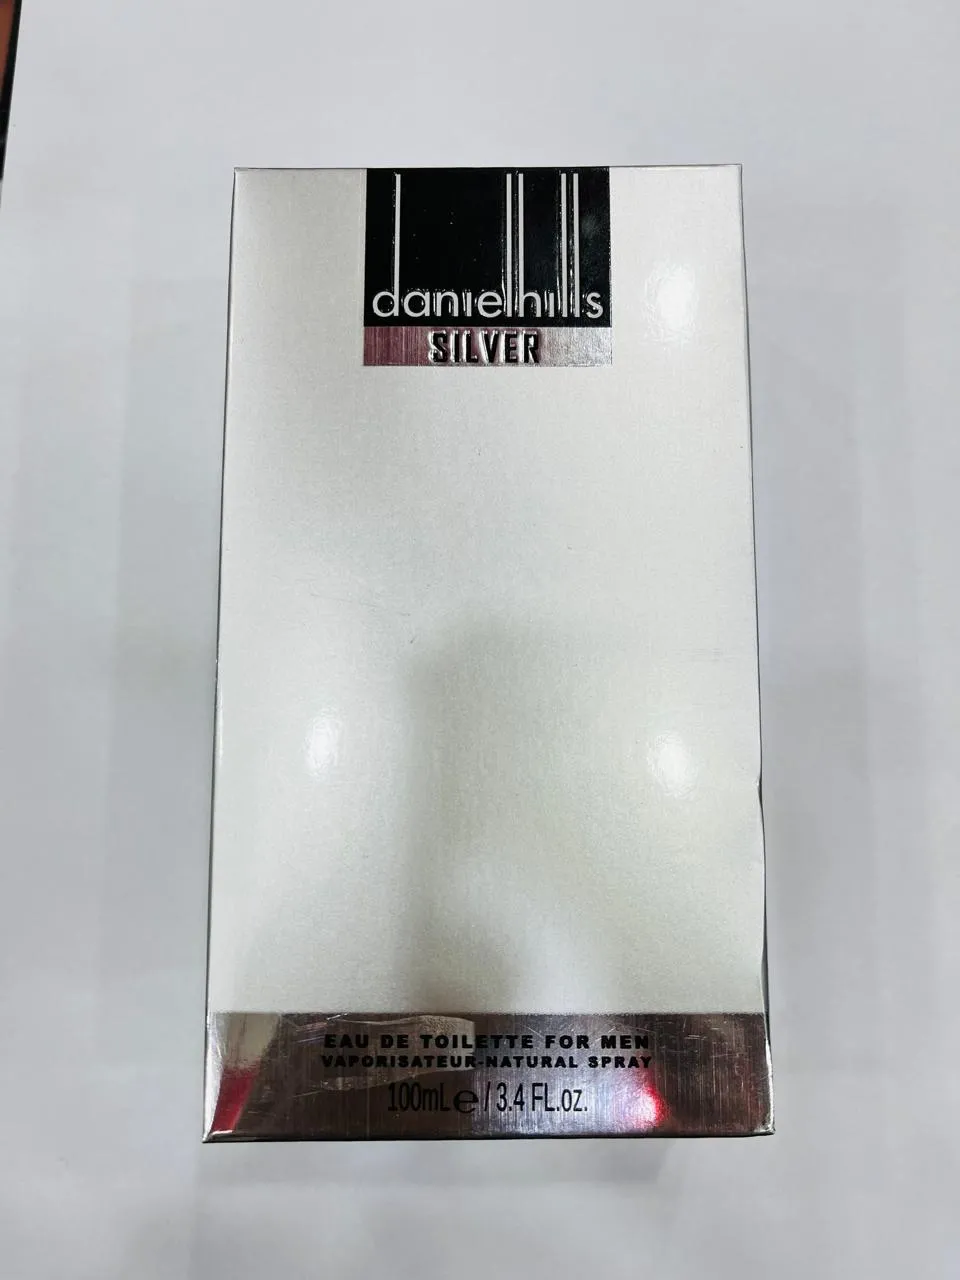 danielhills
SILVER
EAU DE TOILETTE FOR MEN
VAPORISATEUR-NATURAL SPRAY
100mL e / 3.4 FL.oz.